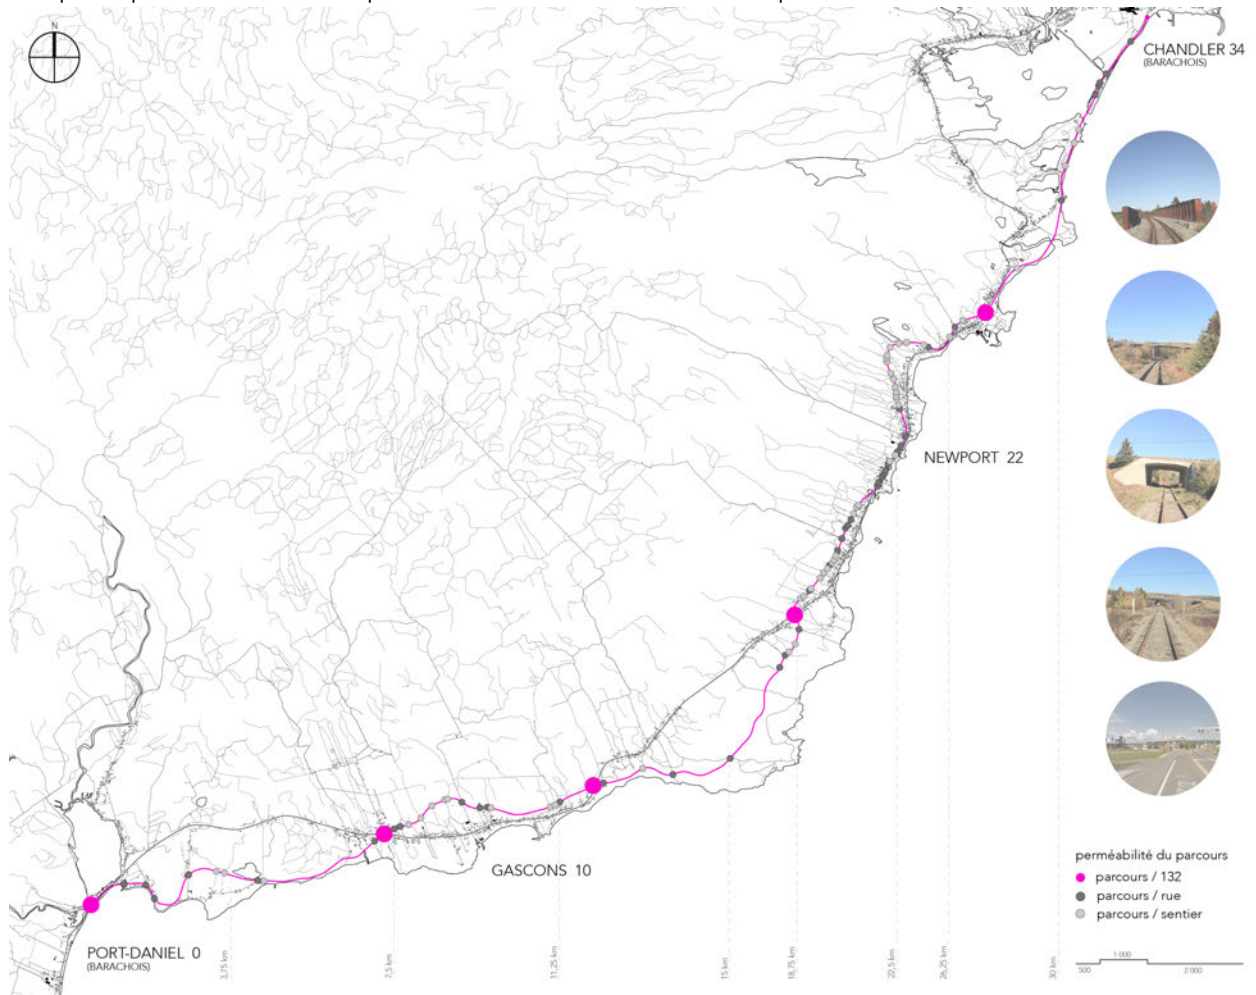 N
CHANDLER 34
(BARACHOIS)
NEWPORT 22
GASCONS 10
PORT-DANIEL 0
(BARACHOIS)
3,75 km
7,5 km
11,25 km
15 km
18,75 km
22,5 km
26,25 km
30 km
perméabilité du parcours
parcours / 132
parcours / rue
parcours / sentier
500
1 000
2 000